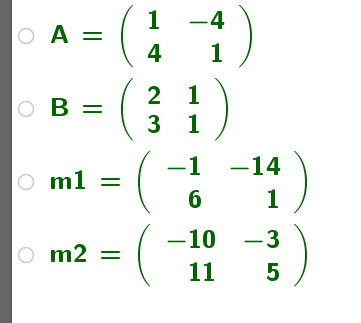 A = ( 1 −4
4 1 )
B = ( 2 1
3 1 )
m1 = ( −1 −14
6 1 )
m2 = ( −10 −3
11 5 )